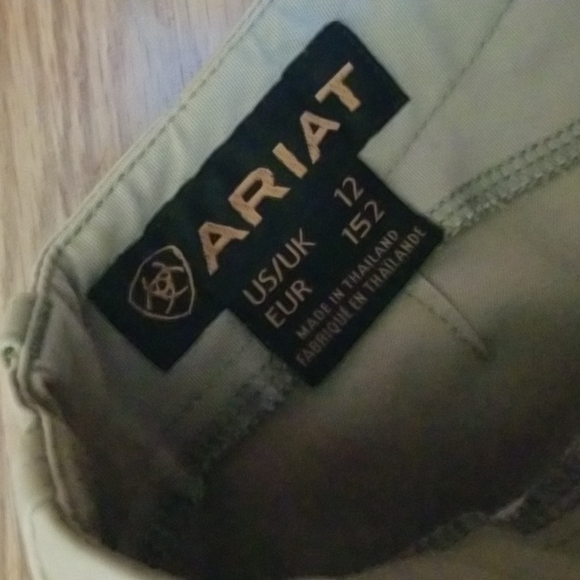 ARIAT
US/UK 12
EUR 152
MADE IN THAILAND
FABRIQUÉ EN THAÏLANDE